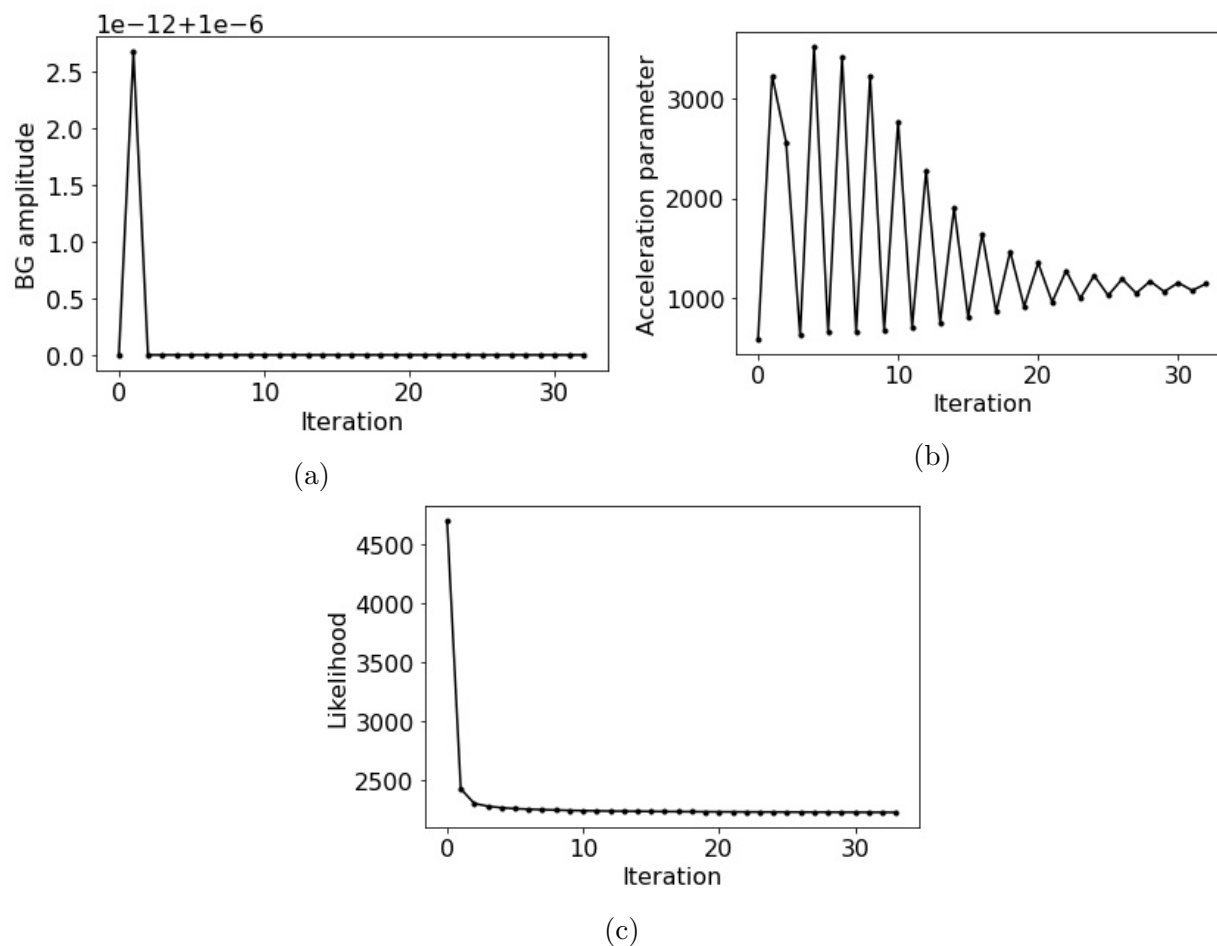 1e−12+1e−6
BG amplitude
2.5
2.0
1.5
1.0
0.5
0.0
0 10 20 30
Iteration
(a)
Acceleration parameter
3000
2000
1000
0 10 20 30
Iteration
(b)
Likelihood
4500
4000
3500
3000
2500
0 10 20 30
Iteration
(c)